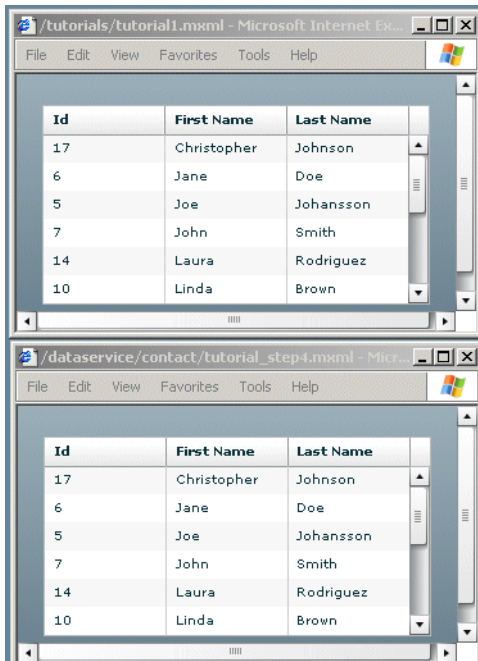 /tutorials/tutorial1.mxml - Microsoft Internet Ex...
File Edit View Favorites Tools Help
Id First Name Last Name
17 Christopher Johnson
6 Jane Doe
5 Joe Johansson
7 John Smith
14 Laura Rodriguez
10 Linda Brown
/dataservice/contact/tutorial_step4.mxml - Micr...
File Edit View Favorites Tools Help
Id First Name Last Name
17 Christopher Johnson
6 Jane Doe
5 Joe Johansson
7 John Smith
14 Laura Rodriguez
10 Linda Brown